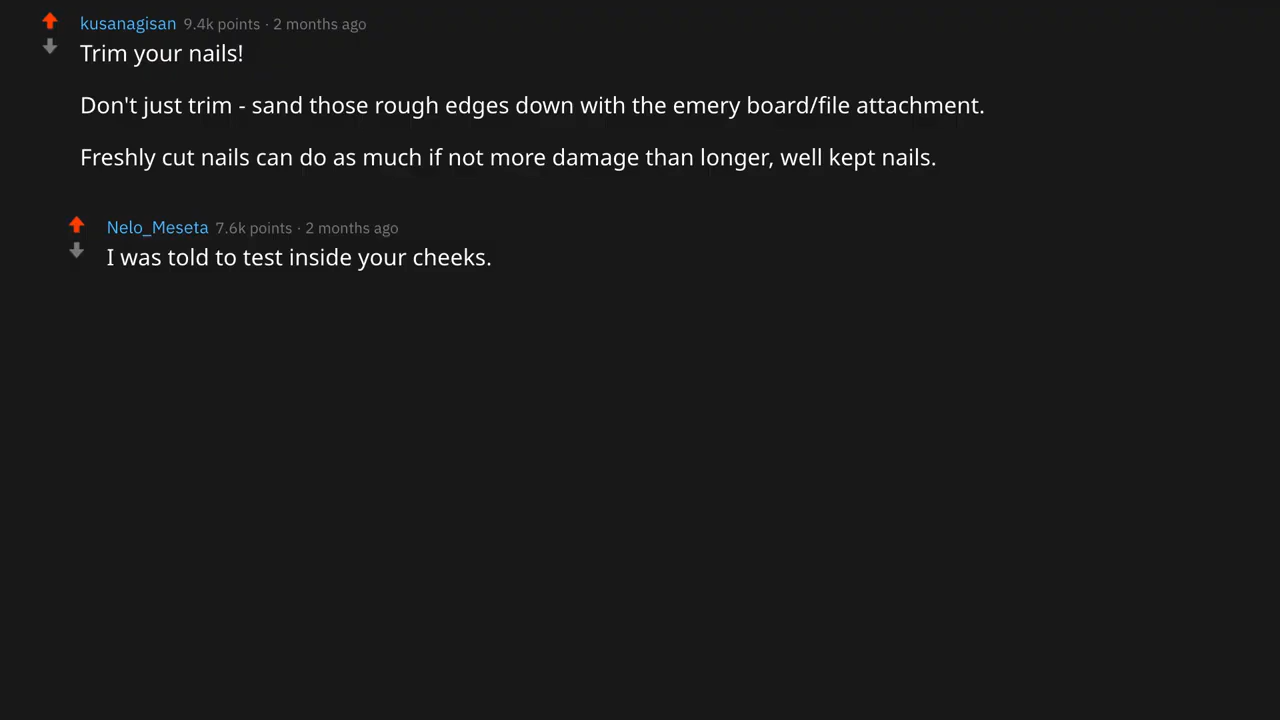 kusanagisan 9.4k points · 2 months ago
Trim your nails!
Don't just trim - sand those rough edges down with the emery board/file attachment.
Freshly cut nails can do as much if not more damage than longer, well kept nails.
Nelo_Meseta 7.6k points · 2 months ago
I was told to test inside your cheeks.